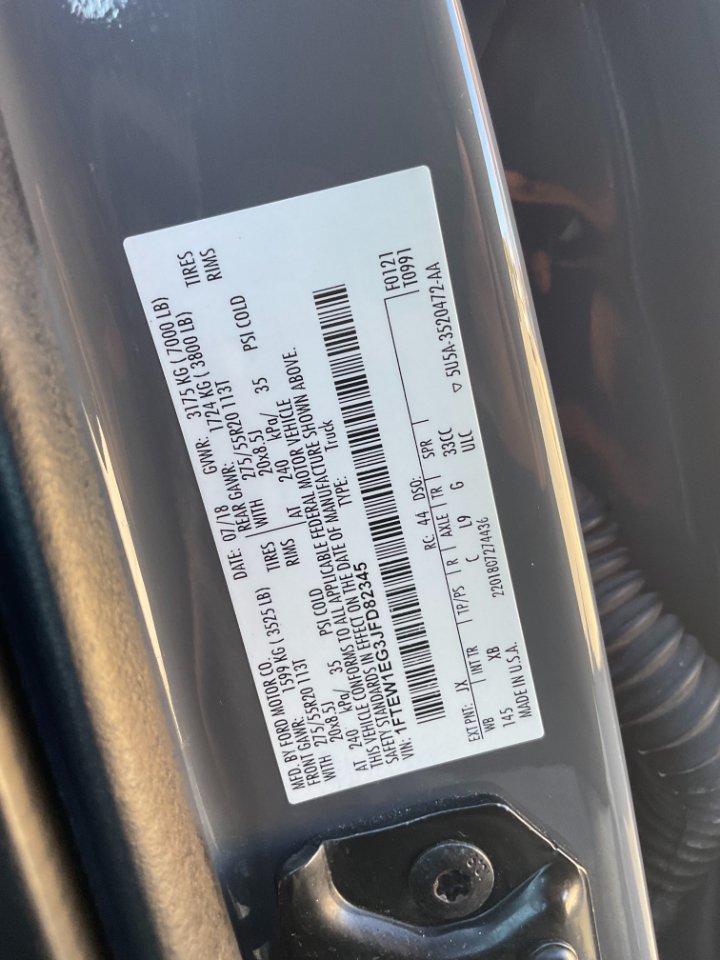 MFD. BY FORD MOTOR CO.
DATE: 07/18 GVWR: 3175 KG ( 7000 LB)
FRONT GAWR: 1599 KG ( 3525 LB) REAR GAWR: 1724 KG ( 3800 LB)
275/55R20 113T TIRES 275/55R20 113T TIRES
WITH 20x8.5J RIMS WITH 20x8.5J RIMS
AT 240 kPa/ 35 PSI COLD AT 240 kPa/ 35 PSI COLD
THIS VEHICLE CONFORMS TO ALL APPLICABLE FEDERAL MOTOR VEHICLE
SAFETY STANDARDS IN EFFECT ON THE DATE OF MANUFACTURE SHOWN ABOVE.
VIN: 1FTEW1EG3JFD82345 TYPE: Truck
F0127
T0991
EXT PNT: JX RC: 44 DSO:
WB INT TR TP/PS R AXLE TR SPR
145 XB C L9 G 33CC
ULC
MADE IN U.S.A. 2201807274436
▽ 5U5A-3520472-AA